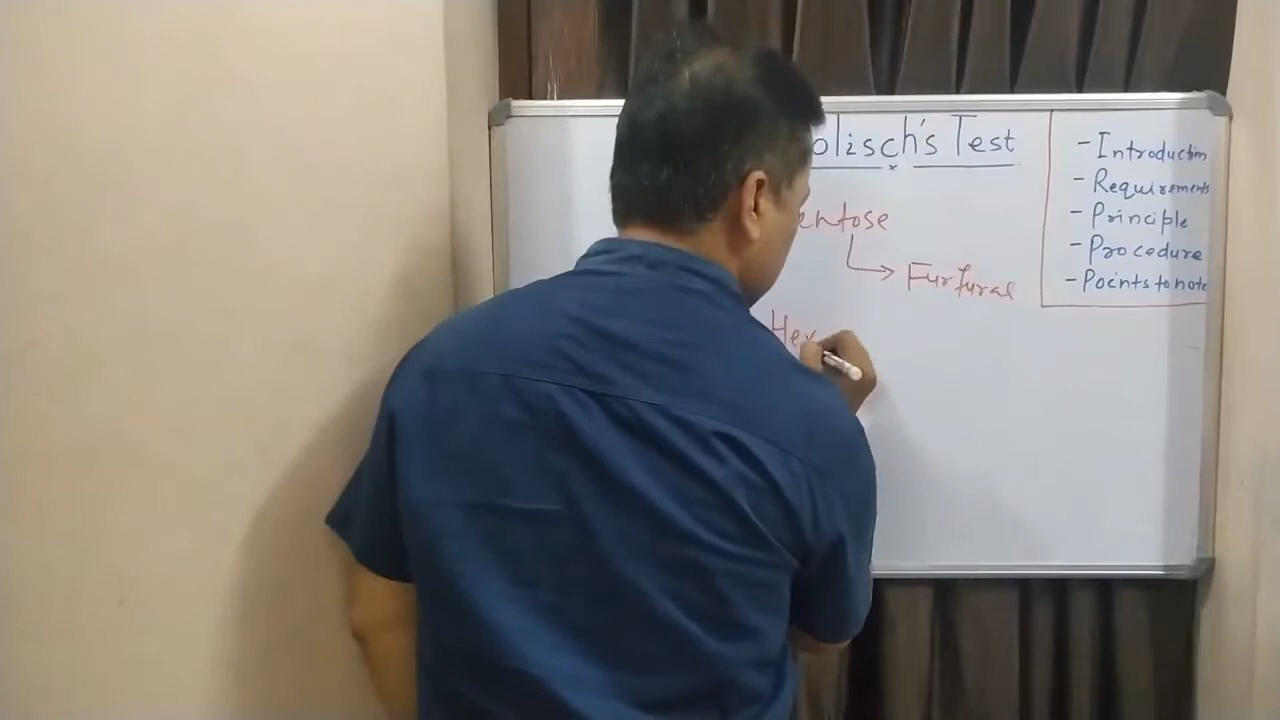 olisch's Test
entose
Furfural
Hex
- Introduction
- Requirements
- Principle
- Procedure
- Points to note